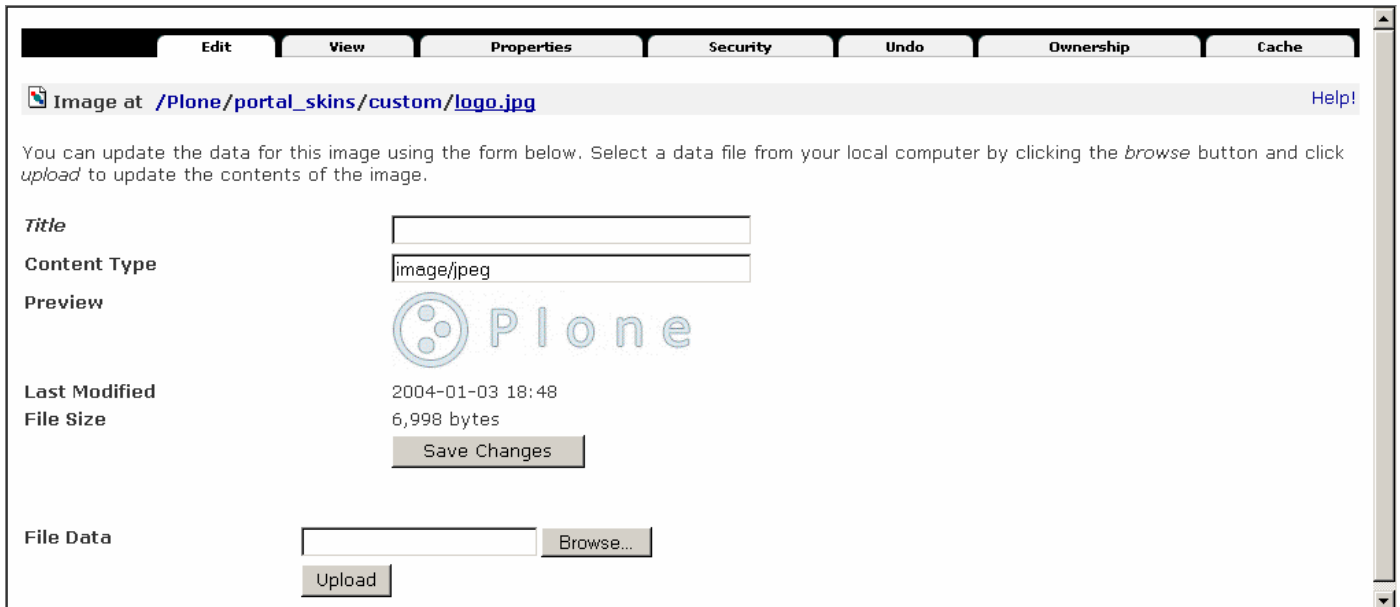 Edit View Properties Security Undo Ownership Cache
Image at /Plone/portal_skins/custom/logo.jpg Help!
You can update the data for this image using the form below. Select a data file from your local computer by clicking the browse button and click
upload to update the contents of the image.
Title
Content Type image/jpeg
Preview Plone
Last Modified 2004-01-03 18:48
File Size 6,998 bytes
Save Changes
File Data Browse...
Upload